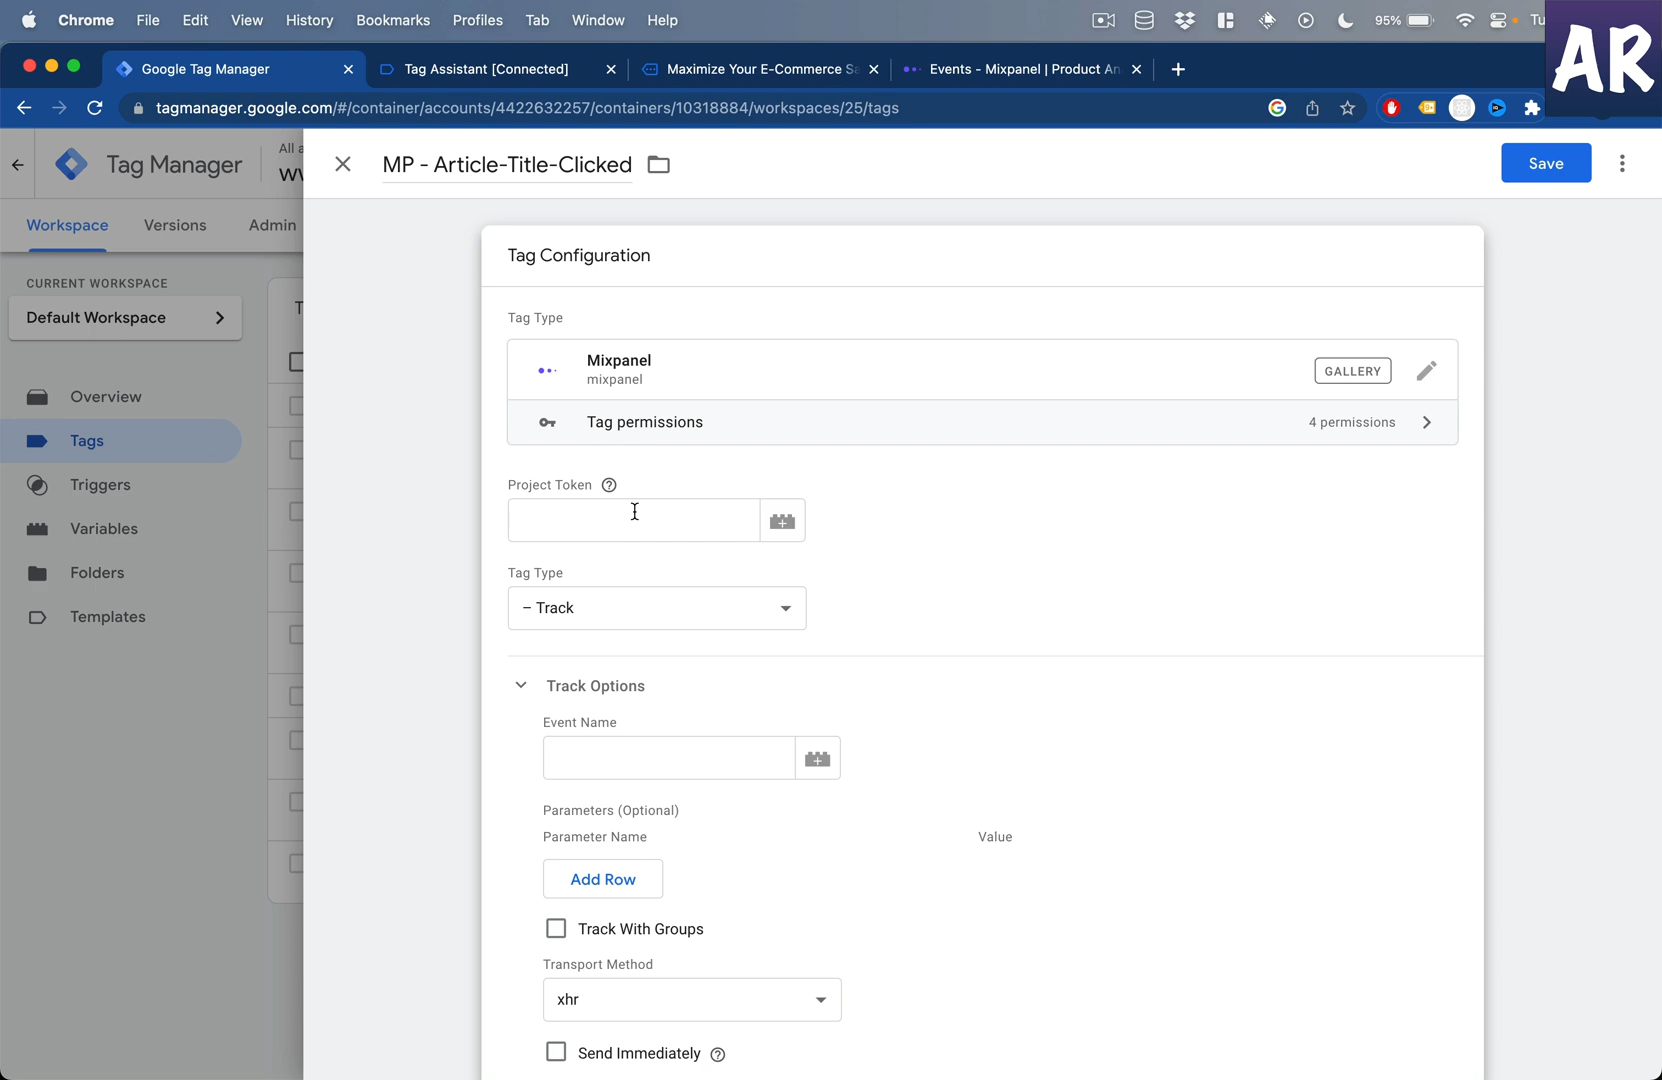 Chrome File Edit View History Bookmarks Profiles Tab Window Help 95% Tu
AR
Google Tag Manager Tag Assistant [Connected] Maximize Your E-Commerce Sa Events - Mixpanel | Product An
tagmanager.google.com/#/container/accounts/4422632257/containers/10318884/workspaces/25/tags
Tag Manager
All a
MP - Article-Title-Clicked
Save
Workspace Versions Admin
CURRENT WORKSPACE
Default Workspace
Overview
Tags
Triggers
Variables
Folders
Templates
Tag Configuration
Tag Type
Mixpanel
mixpanel
GALLERY
Tag permissions
4 permissions
Project Token
Tag Type
– Track
Track Options
Event Name
Parameters (Optional)
Parameter Name Value
Add Row
Track With Groups
Transport Method
xhr
Send Immediately